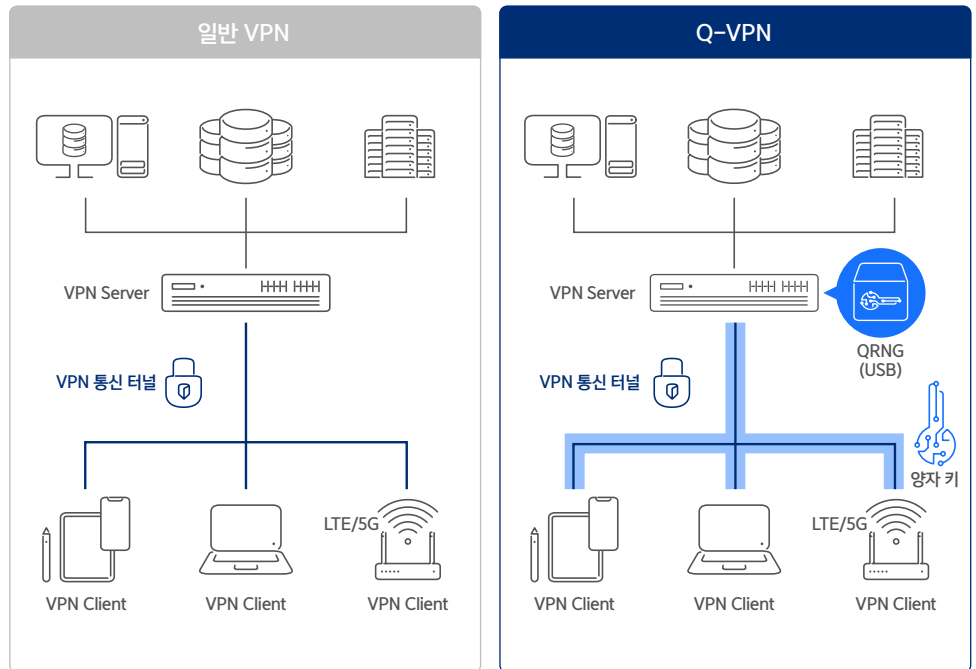 일반 VPN
VPN Server
VPN 통신 터널
LTE/5G
VPN Client
VPN Client
VPN Client
Q-VPN
VPN Server
QRNG
(USB)
VPN 통신 터널
양자 키
LTE/5G
VPN Client
VPN Client
VPN Client